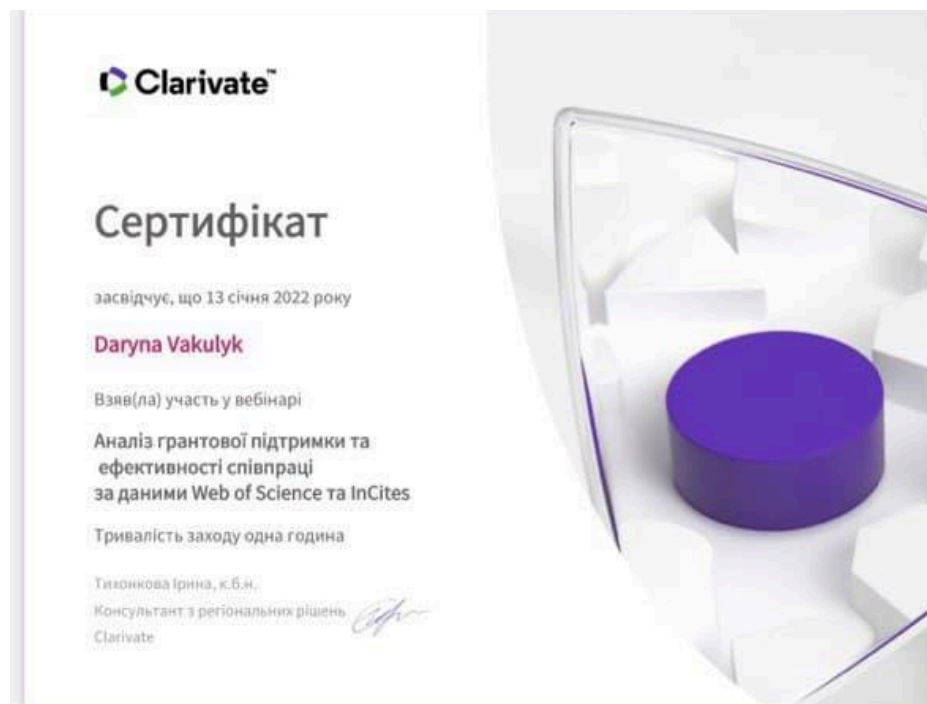 Clarivate™
Сертифікат
засвідчує, що 13 січня 2022 року
Daryna Vakulyk
Взяв(ла) участь у вебінарі
Аналіз грантової підтримки та
ефективності співпраці
за даними Web of Science та InCites
Тривалість заходу одна година
Тихонкова Ірина, к.б.н.
Консультант з регіональних рішень
Clarivate